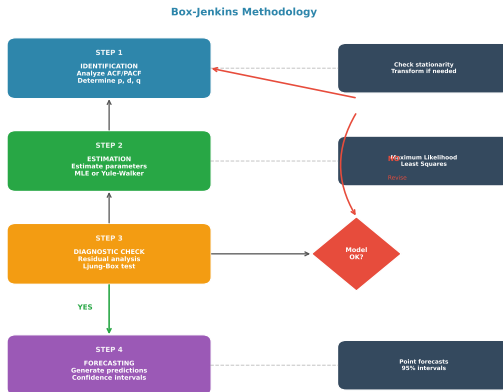 Box-Jenkins Methodology
STEP 1
IDENTIFICATION
Analyze ACF/PACF
Determine p, d, q
Check stationarity
Transform if needed
STEP 2
ESTIMATION
Estimate parameters
MLE or Yule-Walker
Maximum Likelihood
Least Squares
Revise
STEP 3
DIAGNOSTIC CHECK
Residual analysis
Ljung-Box test
Model
OK?
YES
STEP 4
FORECASTING
Generate predictions
Confidence intervals
Point forecasts
95% intervals